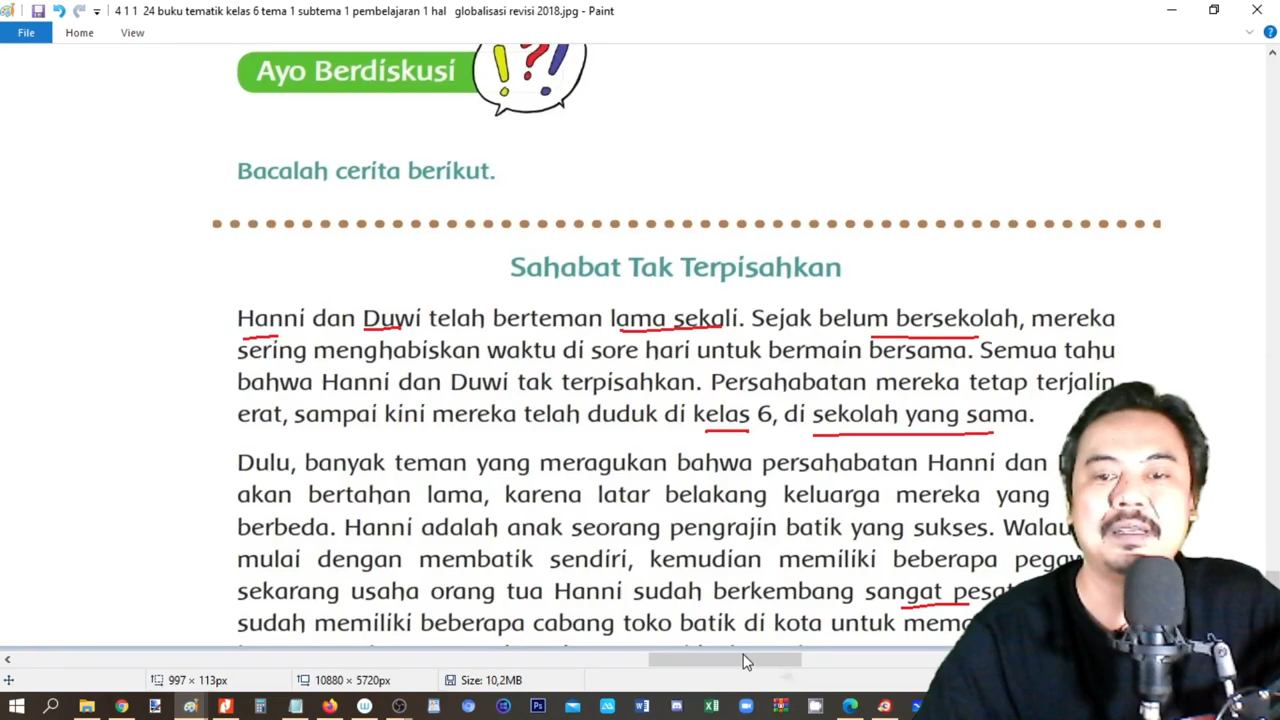 4 1 1 24 buku tematik kelas 6 tema 1 subtema 1 pembelajaran 1 hal globalisasi revisi 2018.jpg - Paint
File Home View
Ayo Berdiskusi
Bacalah cerita berikut.
Sahabat Tak Terpisahkan
Hanni dan Duwi telah berteman lama sekali. Sejak belum bersekolah, mereka
sering menghabiskan waktu di sore hari untuk bermain bersama. Semua tahu
bahwa Hanni dan Duwi tak terpisahkan. Persahabatan mereka tetap terjalin
erat, sampai kini mereka telah duduk di kelas 6, di sekolah yang sama.
Dulu, banyak teman yang meragukan bahwa persahabatan Hanni dan
akan bertahan lama, karena latar belakang keluarga mereka yang
berbeda. Hanni adalah anak seorang pengrajin batik yang sukses.
mulai dengan membatik sendiri, kemudian memiliki beberapa
sekarang usaha orang tua Hanni sudah berkembang sangat
sudah memiliki beberapa cabang toko batik di kota untuk
997 × 113px 10880 × 5720px Size: 10,2MB